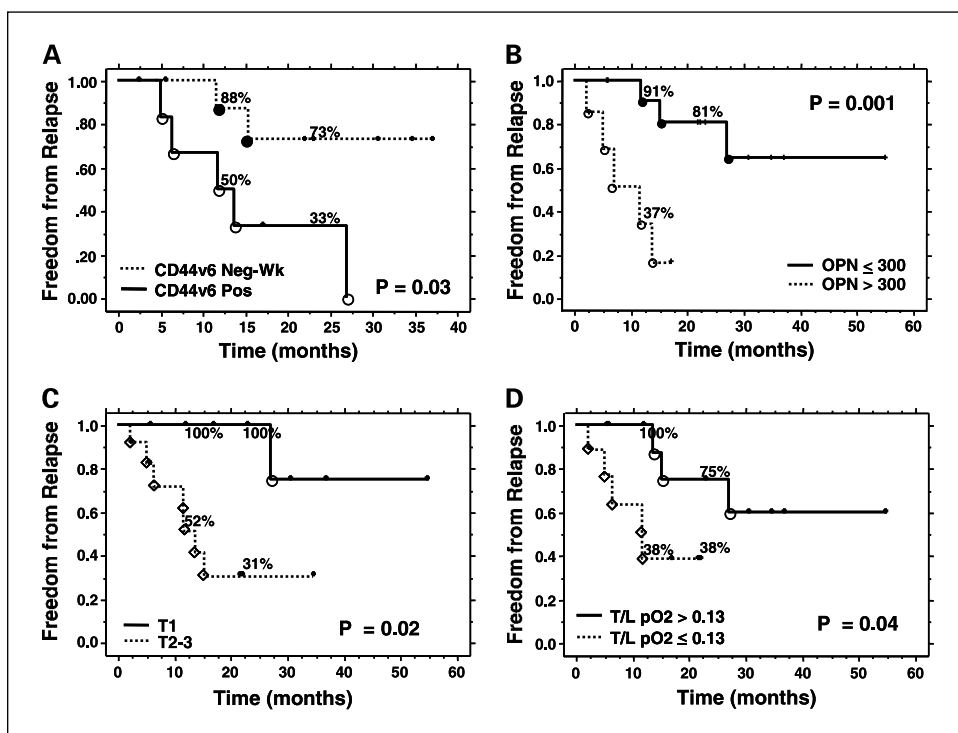 A
Freedom from Relapse
1.00
.80
.60
.40
.20
0.00
88%
73%
50%
33%
CD44v6 Neg-Wk
CD44v6 Pos
P = 0.03
0 5 10 15 20 25 30 35 40
Time (months)
B
Freedom from Relapse
1.0
0.8
0.6
0.4
0.2
0.0
91%
81%
37%
P = 0.001
OPN ≤ 300
OPN > 300
0 10 20 30 40 50 60
Time (months)
C
Freedom from Relapse
1.0
0.8
0.6
0.4
0.2
0.0
100% 100%
52%
31%
T1
T2-3
P = 0.02
0 10 20 30 40 50 60
Time (months)
D
Freedom from Relapse
1.0
0.8
0.6
0.4
0.2
0.0
100%
75%
38% 38%
T/L pO2 > 0.13
T/L pO2 ≤ 0.13
P = 0.04
0 10 20 30 40 50 60
Time (months)